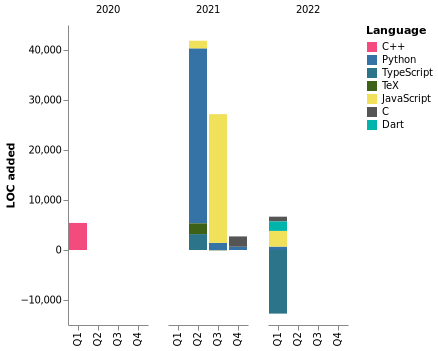 2020 2021 2022
Language
C++
Python
TypeScript
TeX
JavaScript
C
Dart
LOC added
40,000
30,000
20,000
10,000
0
−10,000
Q1 Q2 Q3 Q4 Q1 Q2 Q3 Q4 Q1 Q2 Q3 Q4